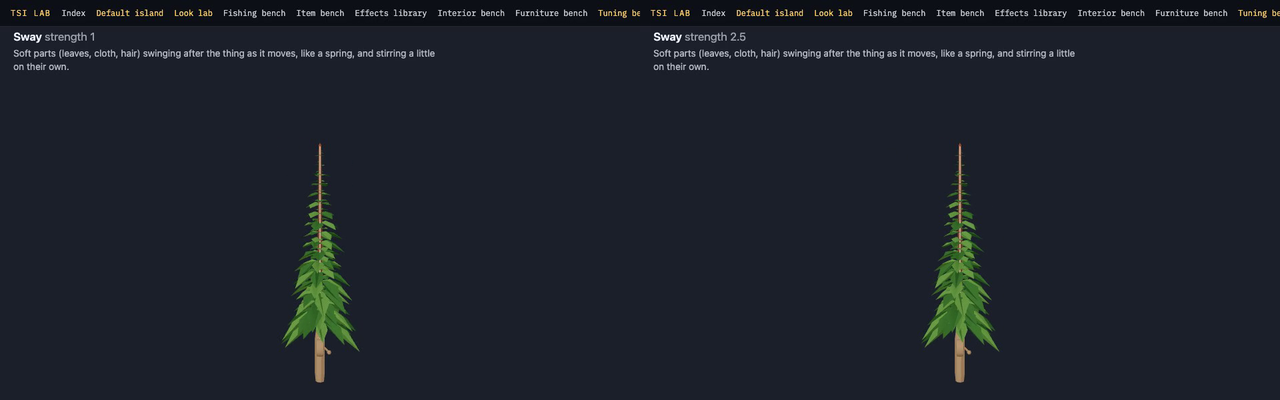 TSI LAB Index Default island Look lab Fishing bench Item bench Effects library Interior bench Furniture bench Tuning be
Sway strength 1
Soft parts (leaves, cloth, hair) swinging after the thing as it moves, like a spring, and stirring a little
on their own.
TSI LAB Index Default island Look lab Fishing bench Item bench Effects library Interior bench Furniture bench Tuning be
Sway strength 2.5
Soft parts (leaves, cloth, hair) swinging after the thing as it moves, like a spring, and stirring a little
on their own.